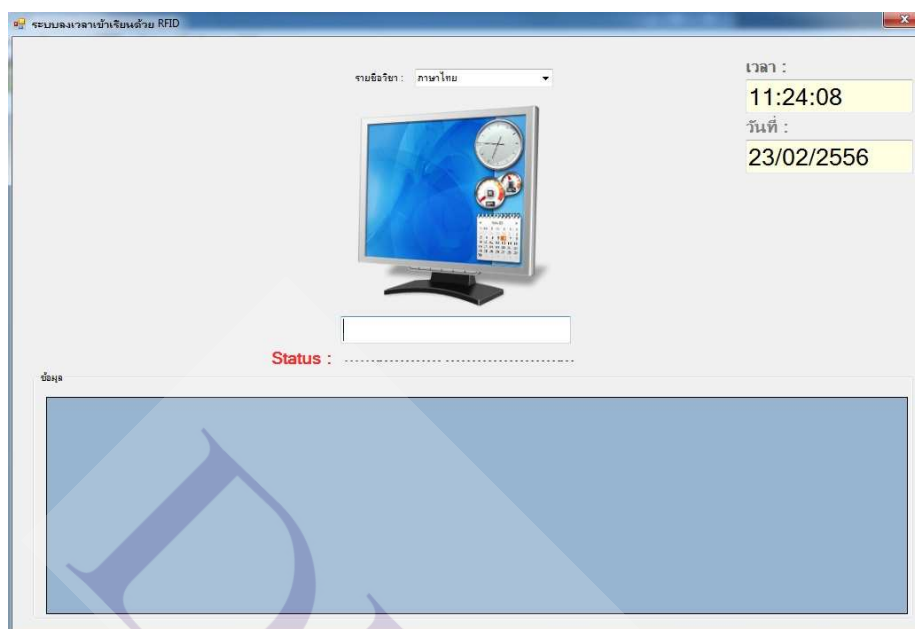 ระบบลงเวลาเข้าเรียนด้วย RFID
รายชื่อวิชา : ภาษาไทย
เวลา :
11:24:08
วันที่ :
23/02/2556
Status :
ข้อมูล